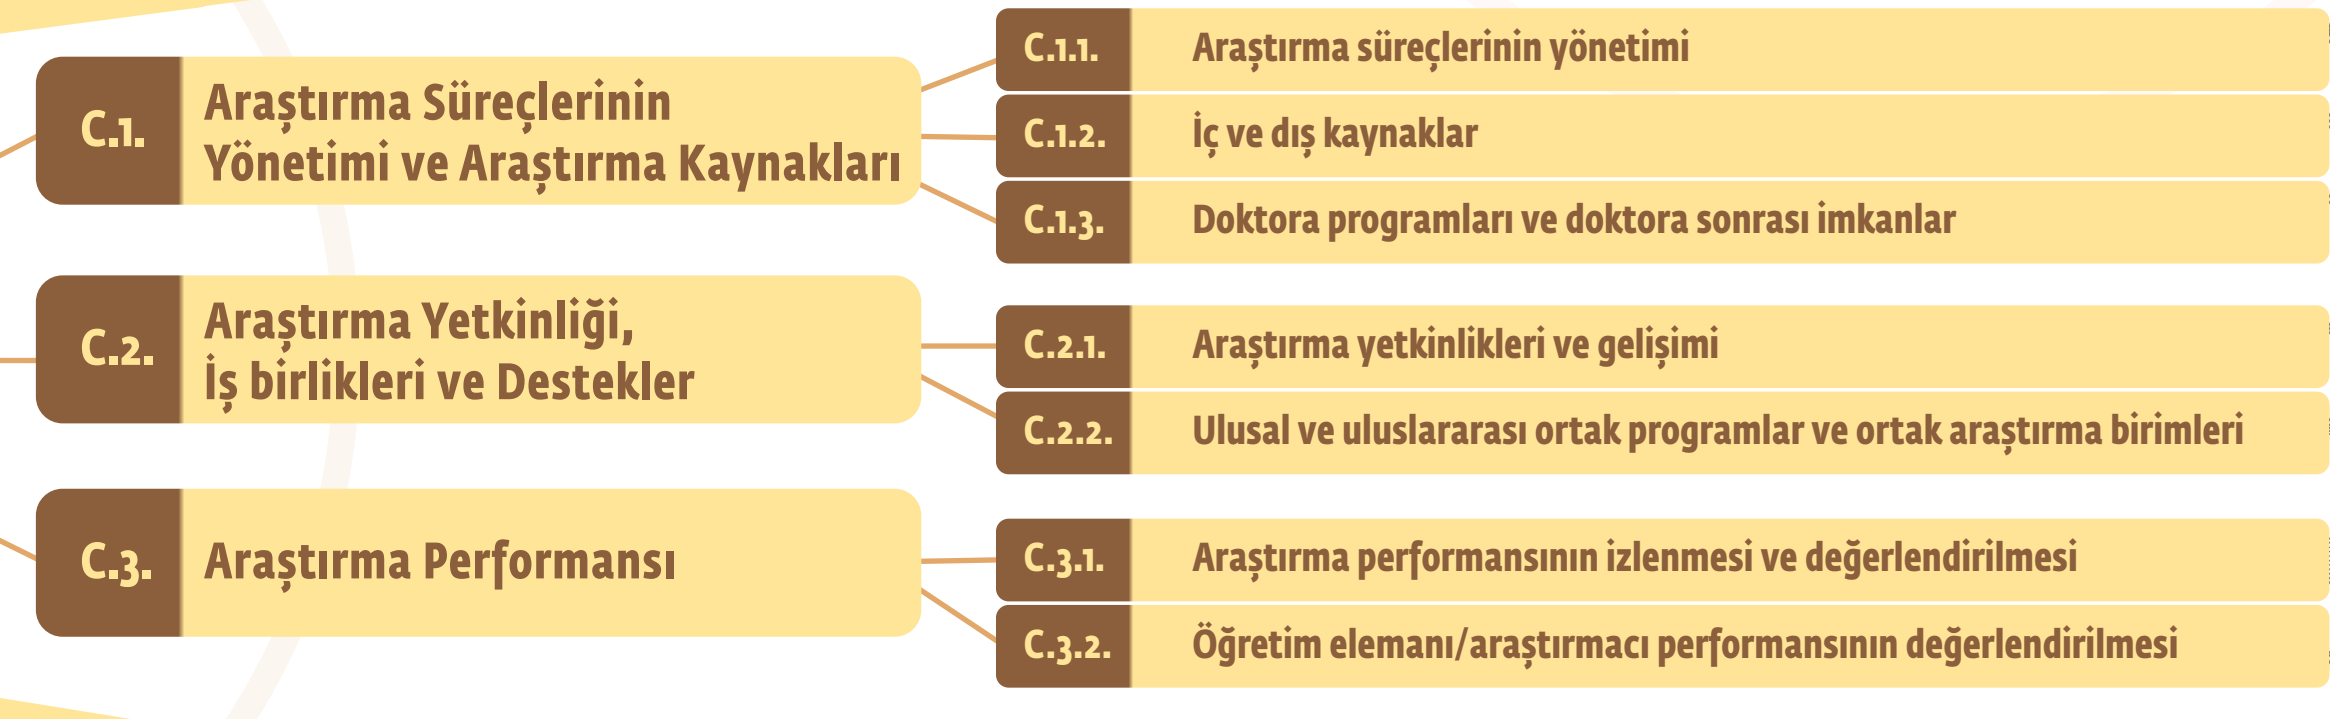 C.1.
Araştırma Süreçlerinin
Yönetimi ve Araştırma Kaynakları
C.1.1. Araştırma süreçlerinin yönetimi
C.1.2. İç ve dış kaynaklar
C.1.3. Doktora programları ve doktora sonrası imkanlar
C.2.
Araştırma Yetkinliği,
İş birlikleri ve Destekler
C.2.1. Araştırma yetkinlikleri ve gelişimi
C.2.2. Ulusal ve uluslararası ortak programlar ve ortak araştırma birimleri
C.3. Araştırma Performansı
C.3.1. Araştırma performansının izlenmesi ve değerlendirilmesi
C.3.2. Öğretim elemanı/araştırmacı performansının değerlendirilmesi